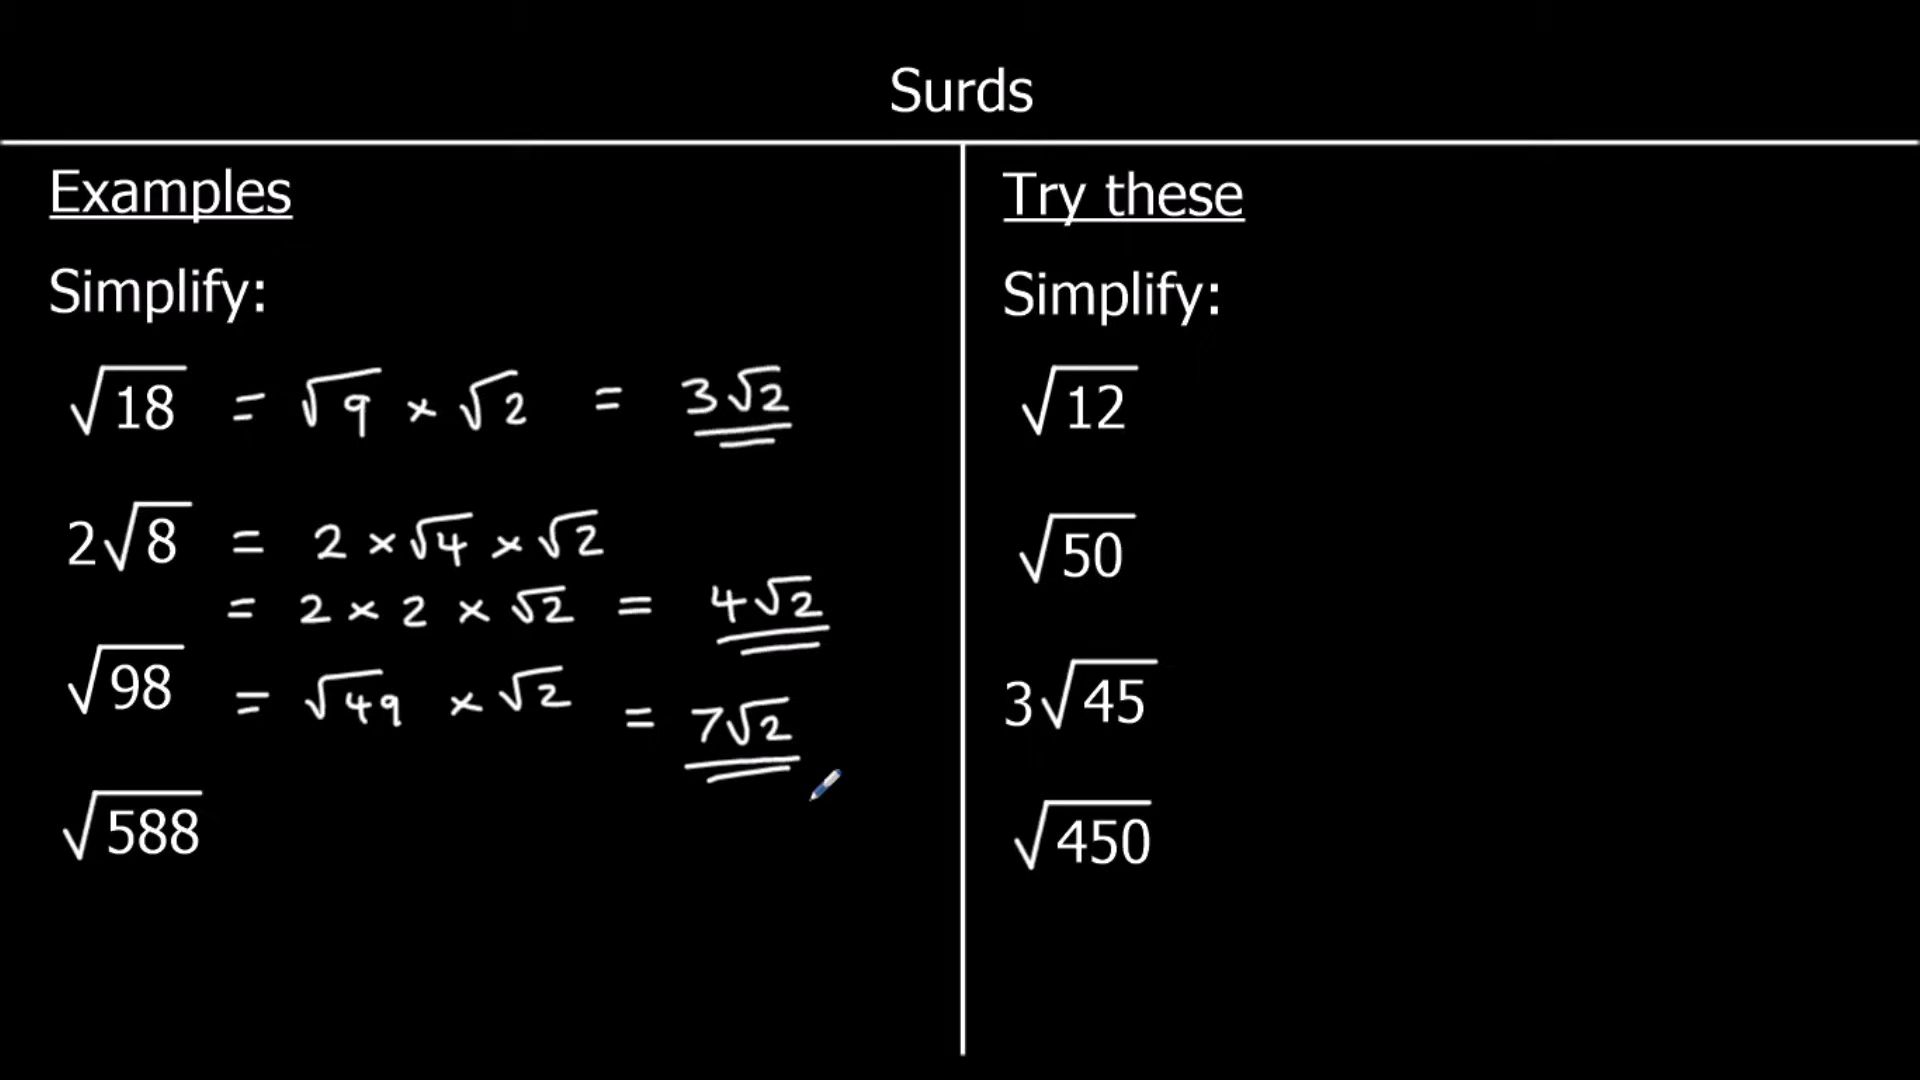 Surds
Examples
Simplify:
√18 = √9 × √2 = 3√2
2√8 = 2 × √4 × √2
= 2 × 2 × √2 = 4√2
√98 = √49 × √2 = 7√2
√588
Try these
Simplify:
√12
√50
3√45
√450